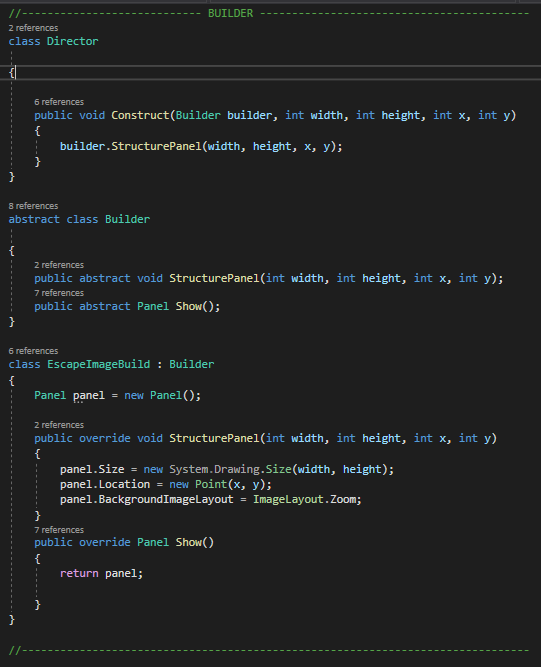 //---------------------------- BUILDER ------------------------------------------
2 references
class Director
{
6 references
public void Construct(Builder builder, int width, int height, int x, int y)
{
builder.StructurePanel(width, height, x, y);
}
}
8 references
abstract class Builder
{
2 references
public abstract void StructurePanel(int width, int height, int x, int y);
7 references
public abstract Panel Show();
}
6 references
class EscapeImageBuild : Builder
{
Panel panel = new Panel();
2 references
public override void StructurePanel(int width, int height, int x, int y)
{
panel.Size = new System.Drawing.Size(width, height);
panel.Location = new Point(x, y);
panel.BackgroundImageLayout = ImageLayout.Zoom;
}
7 references
public override Panel Show()
{
return panel;
}
}
//-------------------------------------------------------------------------------